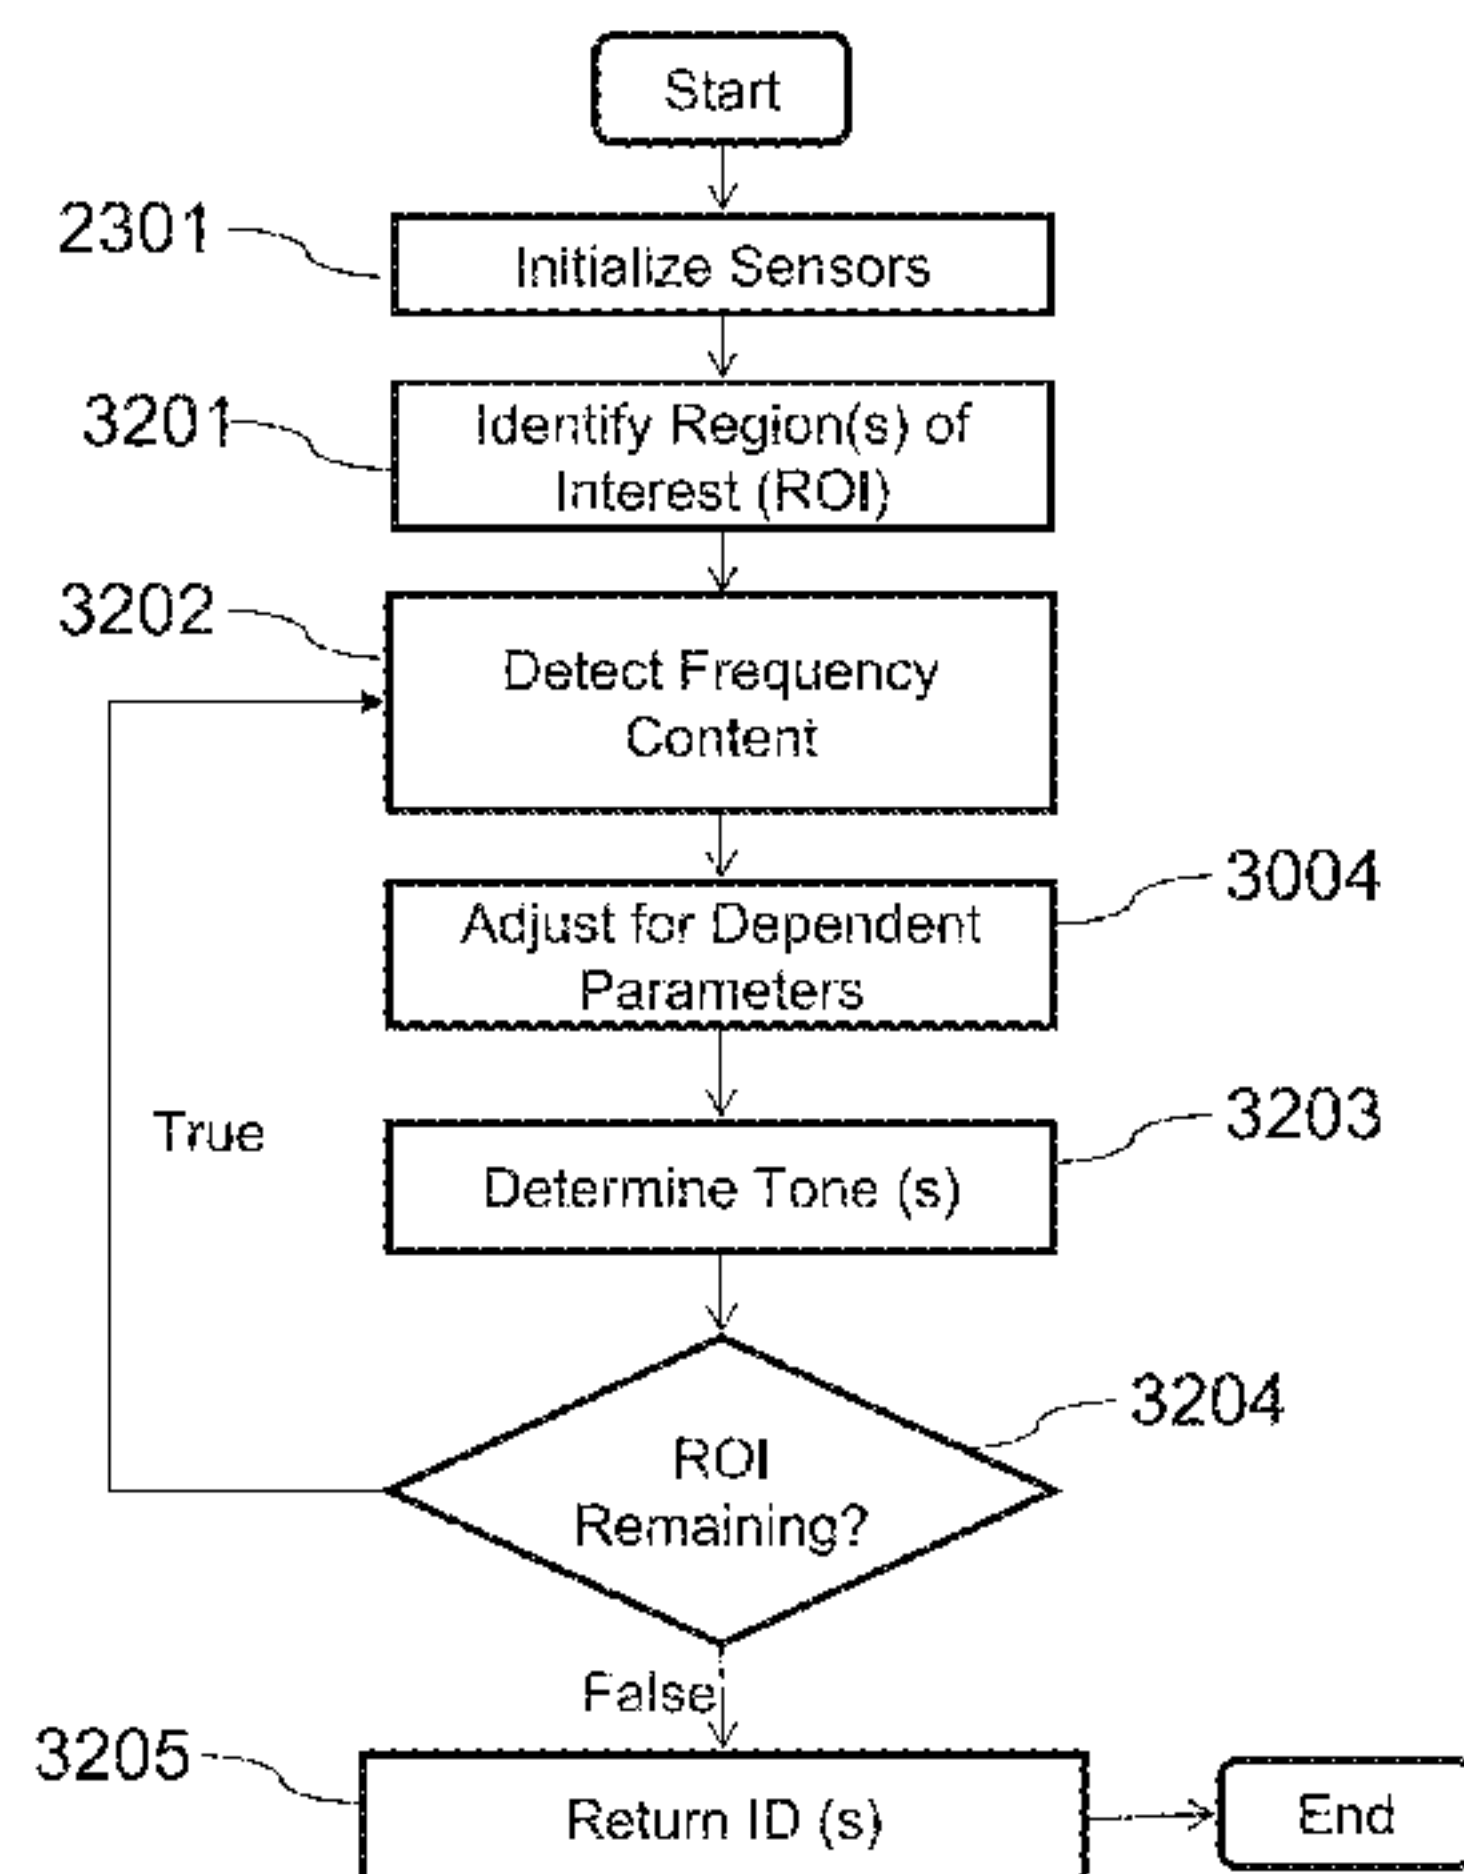 Start
2301
Initialize Sensors
3201
Identify Region(s) of
Interest (ROI)
3202
Detect Frequency
Content
3004
Adjust for Dependent
Parameters
True
3203
Determine Tone (s)
3204
ROI
Remaining?
False
3205
Return ID (s)
End